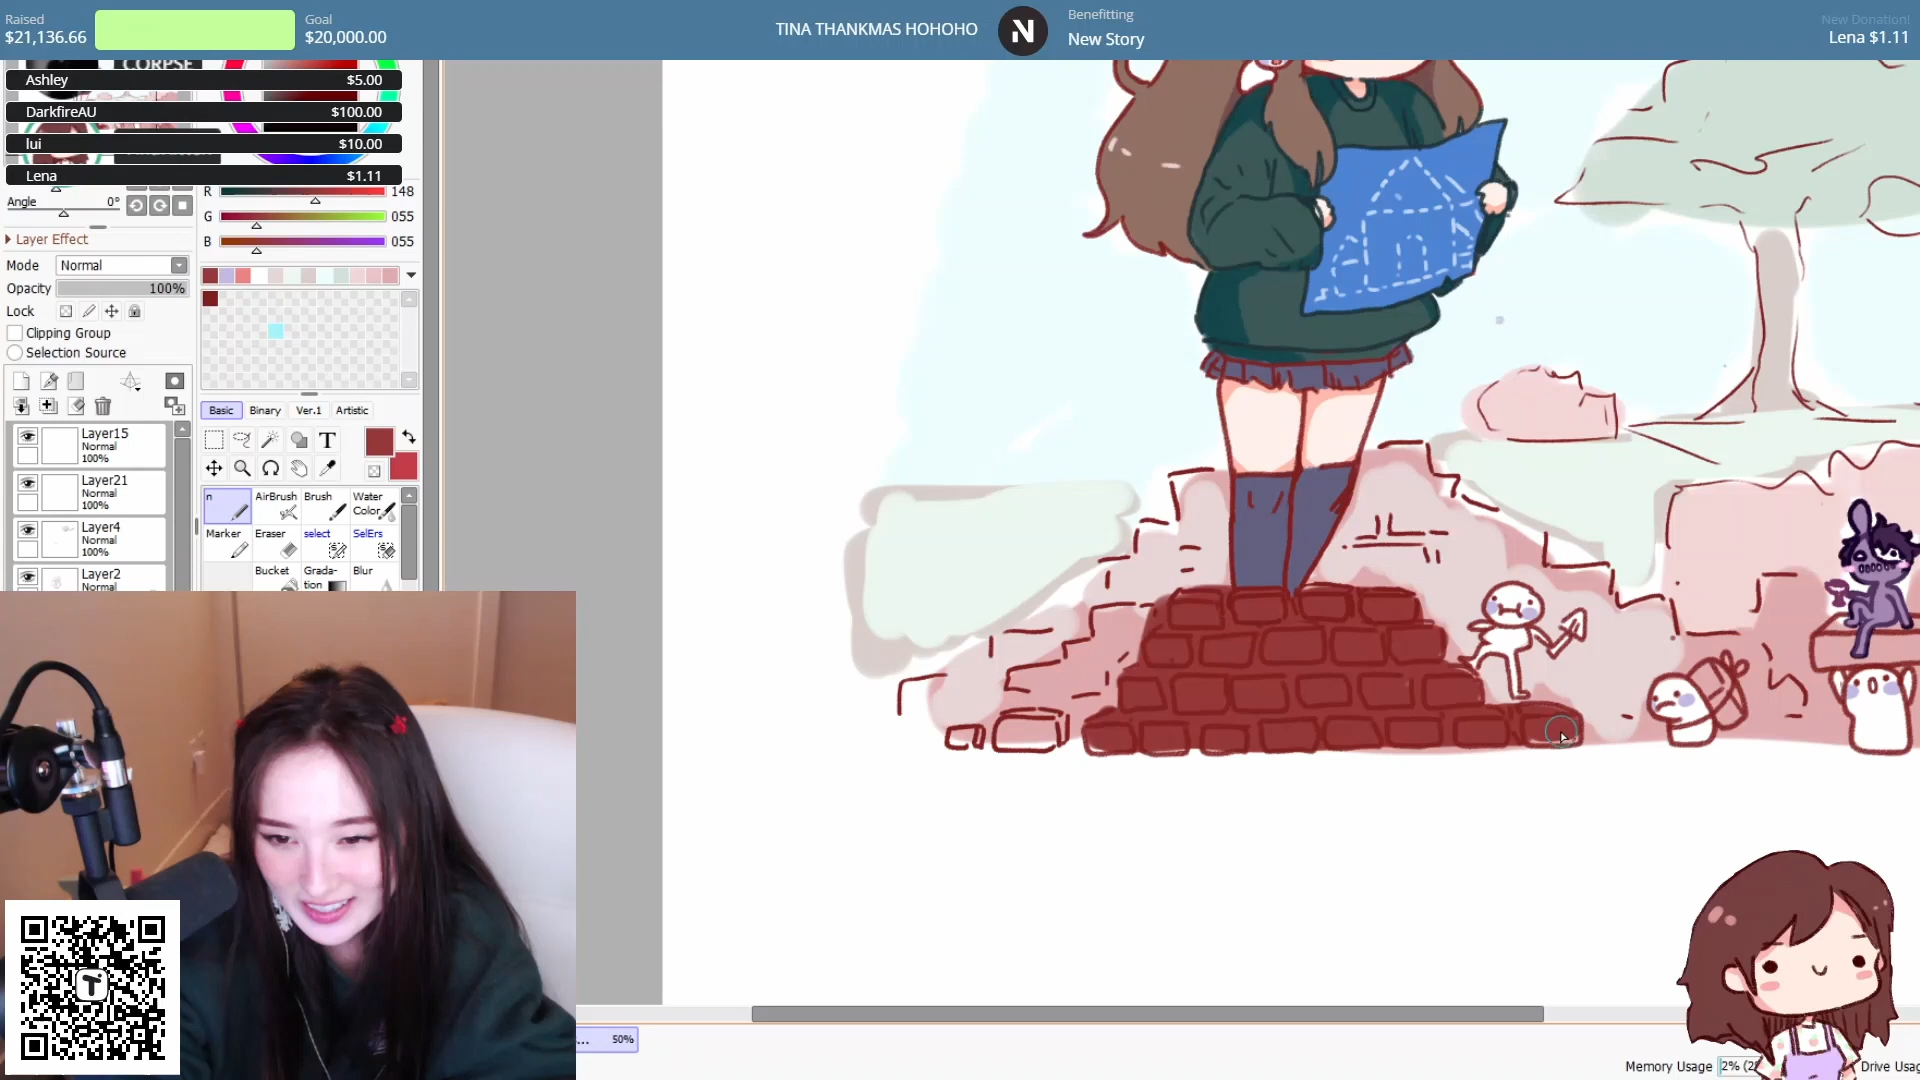 Raised
$21,136.66
Goal
$20,000.00
TINA THANKMAS HOHOHO
N
Benefitting
New Story
New Donation!
Lena $1.11
CORPSE
Ashley $5.00
DarkfireAU $100.00
lui $10.00
Lena $1.11
Angle 0°
R 148
G 055
B 055
Layer Effect
Mode Normal
Opacity 100%
Lock
Clipping Group
Selection Source
Basic Binary Ver.1 Artistic
T
Layer15
Normal
100%
Layer21
Normal
100%
Layer4
Normal
100%
Layer2
Normal
n AirBrush Brush Water Color
Marker Eraser select SelErs
Bucket Grada-tion Blur
T
... 50%
Memory Usage 2%
Drive Usag